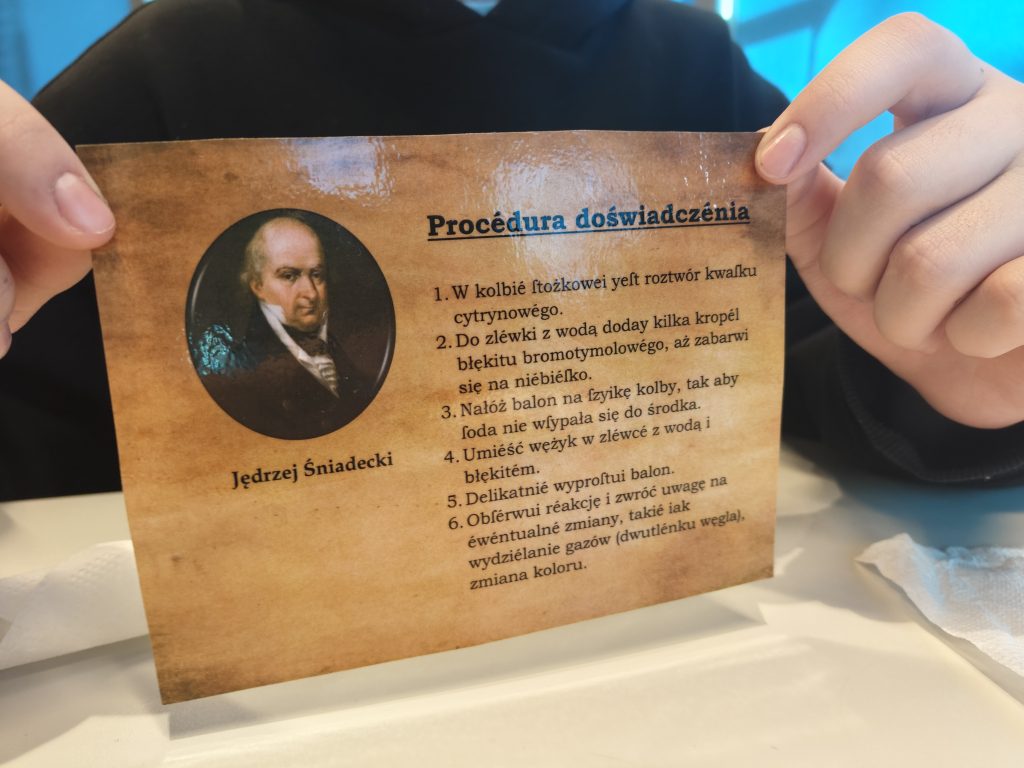 Procédura doświadczénia
1. W kolbié ſtożkowei yeſt roztwór kwaſku
cytrynowégo.
2. Do zléwki z wodą doday kilka kropél
błękitu bromotymolowégo, aż zabarwi
się na niébiéſko.
3. Nałóż balon na ſzyikę kolby, tak aby
ſoda nie wſypała się do środka.
4. Umiéść wężyk w zléwcé z wodą i
błękitém.
5. Delikatnié wyproſtui balon.
6. Obſérwui réakcję i zwróć uwagę na
éwéntualné zmiany, takié iak
wydziélanie gazów (dwutlénku węgla),
zmiana koloru.
Jędrzej Śniadecki